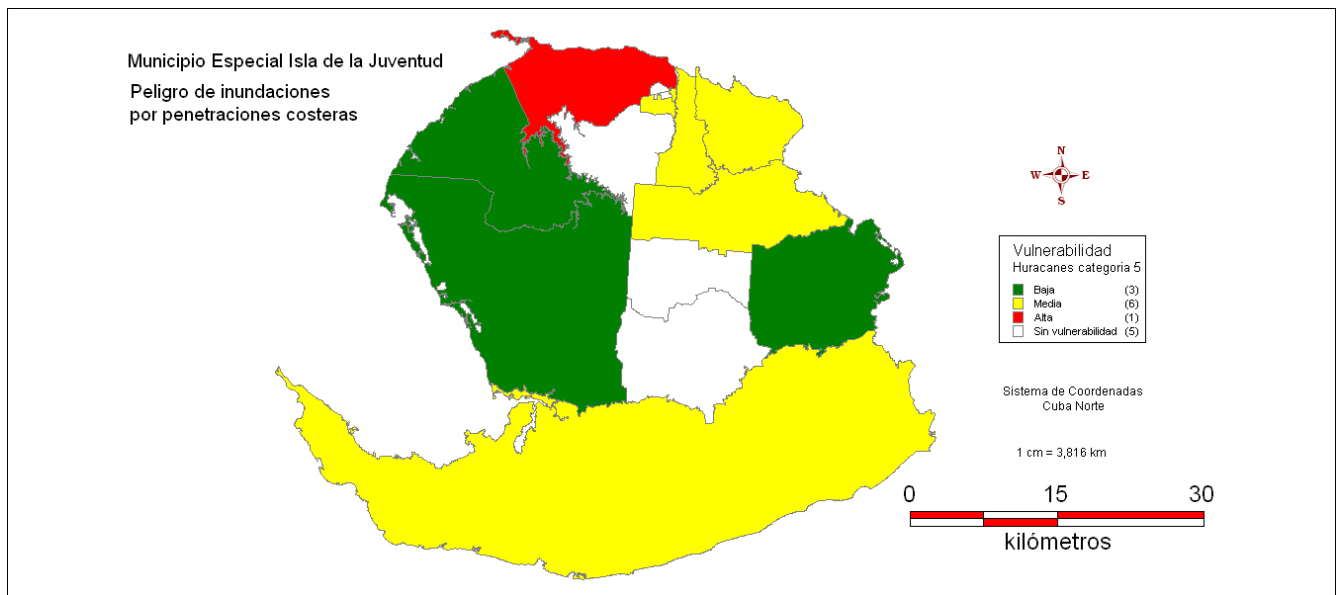 Municipio Especial Isla de la Juventud
Peligro de inundaciones
por penetraciones costeras
N
W E
S
Vulnerabilidad
Huracanes categoria 5
Baja (3)
Media (6)
Alta (1)
Sin vulnerabilidad (5)
Sistema de Coordenadas
Cuba Norte
1 cm = 3,816 km
0 15 30
kilómetros